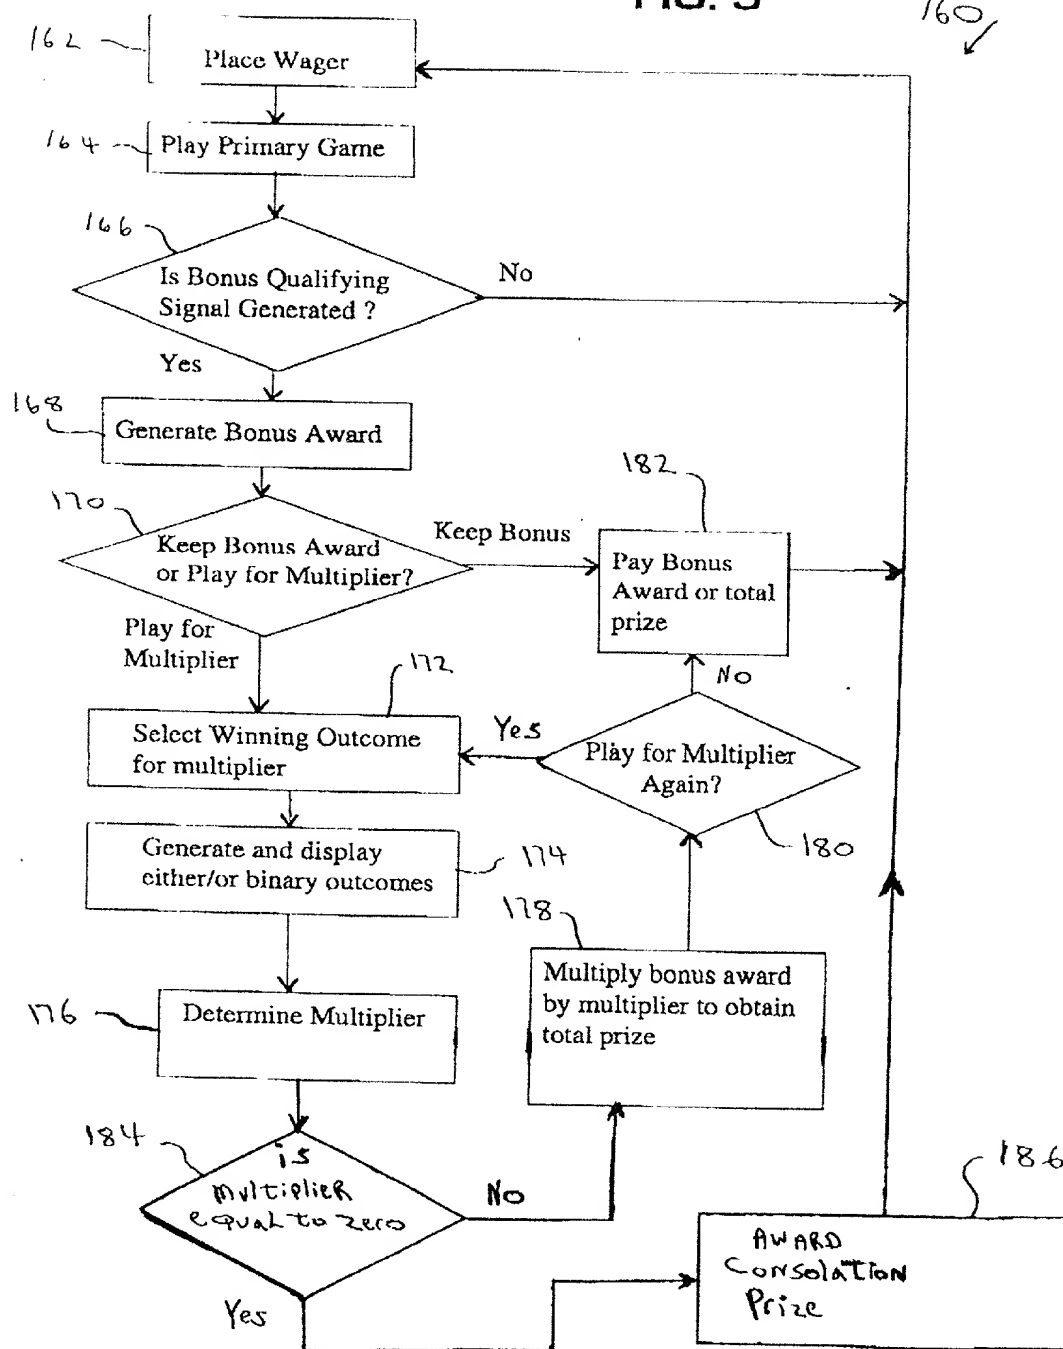 FIG. 5
160
162
Place Wager
164
Play Primary Game
166
Is Bonus Qualifying
Signal Generated ?
No
Yes
168
Generate Bonus Award
170
Keep Bonus Award
or Play for Multiplier?
Keep Bonus
182
Pay Bonus
Award or total
prize
Play for
Multiplier
172
No
Select Winning Outcome
for multiplier
Yes
Play for Multiplier
Again?
180
Generate and display
either/or binary outcomes
174
178
Multiply bonus award
by multiplier to obtain
total prize
176
Determine Multiplier
184
is
Multiplier
equal to zero
No
Yes
186
AWARD
Consolation
Prize